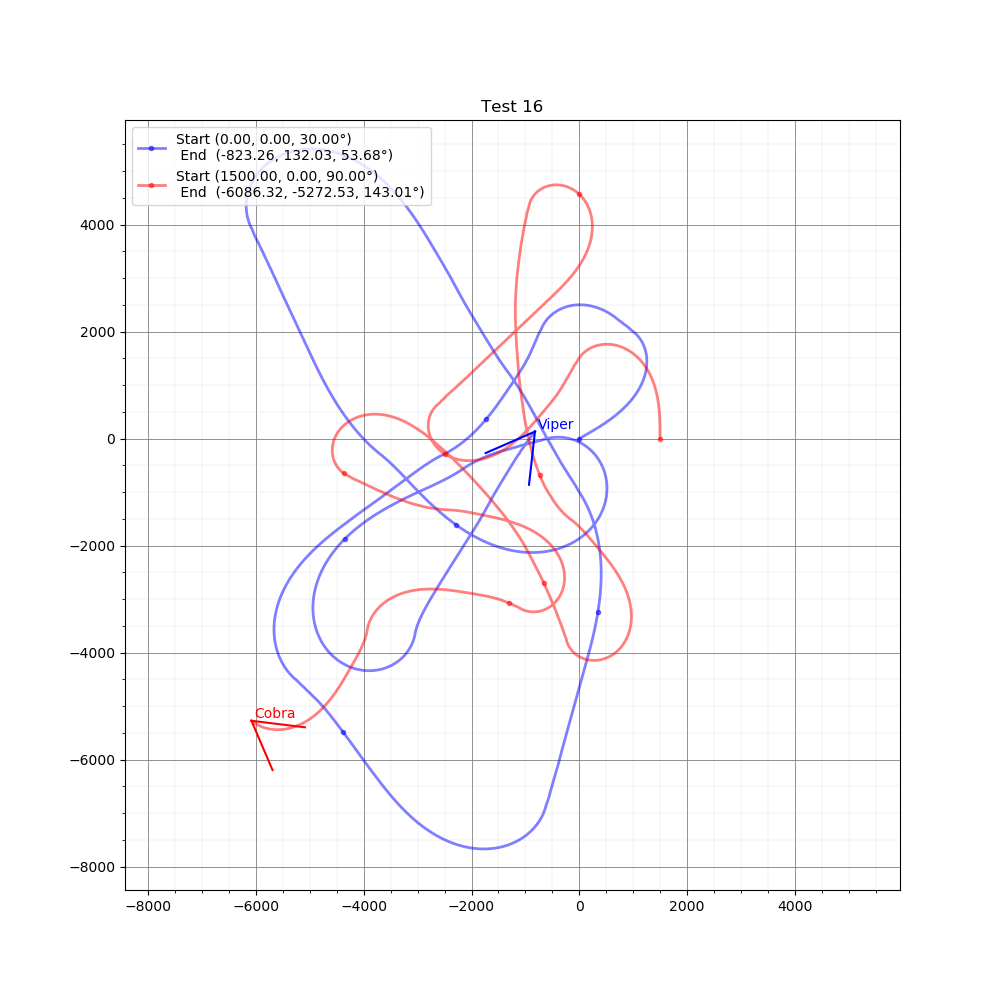 Test 16
Start (0.00, 0.00, 30.00°)
End  (-823.26, 132.03, 53.68°)
Start (1500.00, 0.00, 90.00°)
End  (-6086.32, -5272.53, 143.01°)
4000
2000
0
−2000
−4000
−6000
−8000
Viper
Cobra
−8000 −6000 −4000 −2000 0 2000 4000